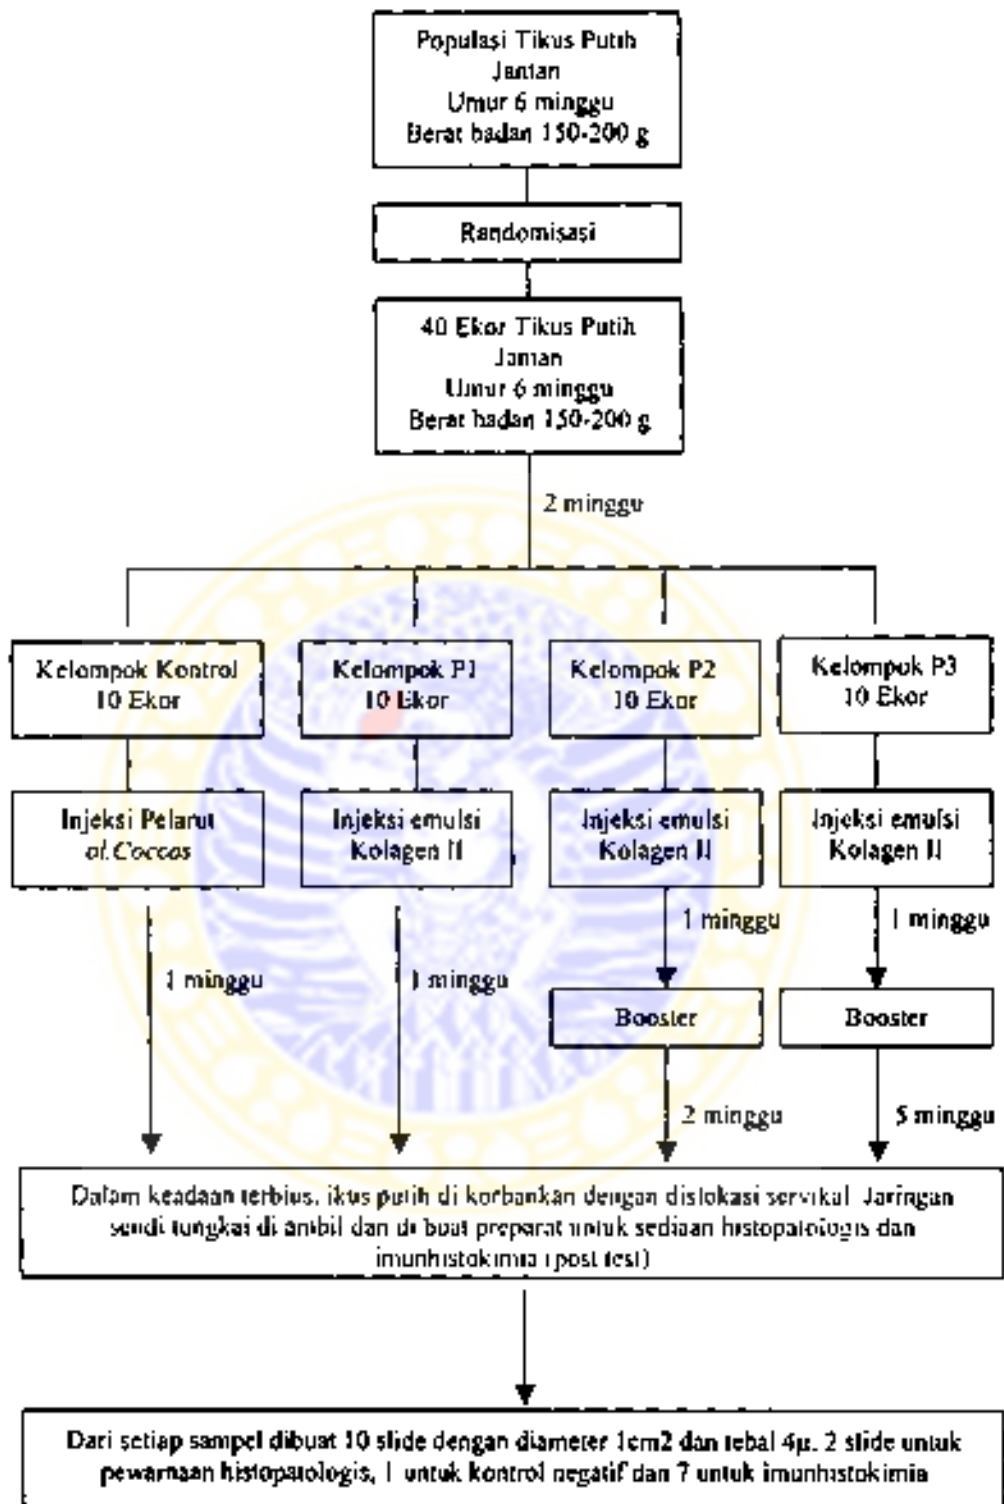 Populasi Tikus Putih
Jantan
Umur 6 minggu
Berat badan 150-200 g
Randomisasi
40 Ekor Tikus Putih
Jantan
Umur 6 minggu
Berat badan 150-200 g
2 minggu
Kelompok Kontrol
10 Ekor
Kelompok P1
10 Ekor
Kelompok P2
10 Ekor
Kelompok P3
10 Ekor
Injeksi Pelarut
ol.Coccos
Injeksi emulsi
Kolagen II
Injeksi emulsi
Kolagen II
Injeksi emulsi
Kolagen II
1 minggu
1 minggu
1 minggu
1 minggu
Booster
Booster
2 minggu
5 minggu
Dalam keadaan terbius, ikus putih di korbankan dengan dislokasi servikal. Jaringan
sendi tungkai di ambil dan di buat preparat untuk sediaan histopatologis dan
imunhistokimia (post test)
Dari setiap sampel dibuat 10 slide dengan diameter 1cm2 dan tebal 4µ. 2 slide untuk
pewarnaan histopatologis, 1 untuk kontrol negatif dan 7 untuk imunhistokimia